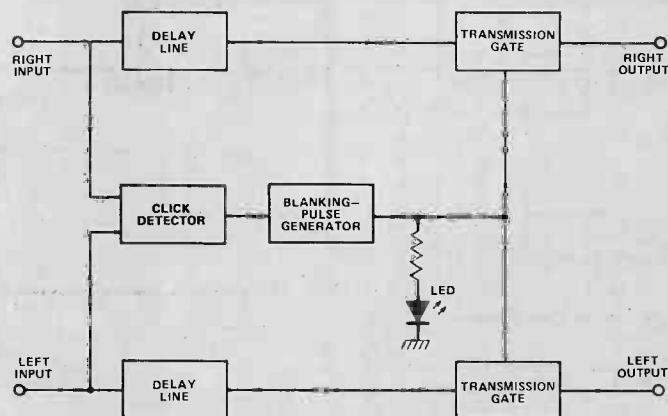 RIGHT
INPUT
DELAY
LINE
TRANSMISSION
GATE
RIGHT
OUTPUT
CLICK
DETECTOR
BLANKING—
PULSE
GENERATOR
LED
LEFT
INPUT
DELAY
LINE
TRANSMISSION
GATE
LEFT
OUTPUT